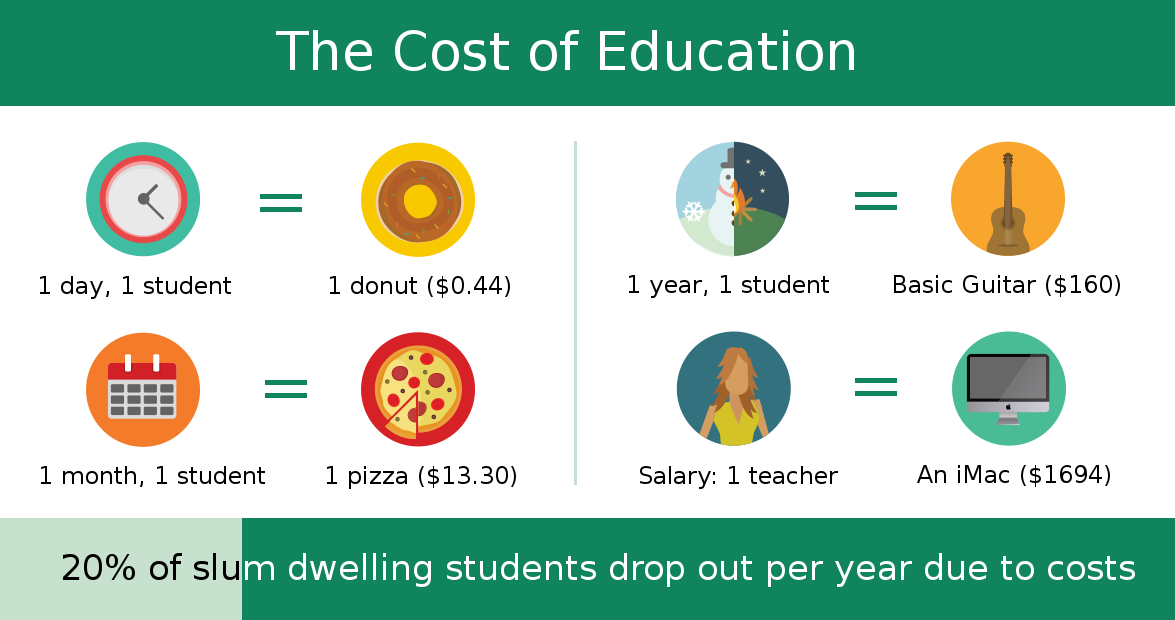 The Cost of Education
1 day, 1 student
1 donut ($0.44)
1 month, 1 student
1 pizza ($13.30)
1 year, 1 student
Basic Guitar ($160)
Salary: 1 teacher
An iMac ($1694)
20% of slum dwelling students drop out per year due to costs